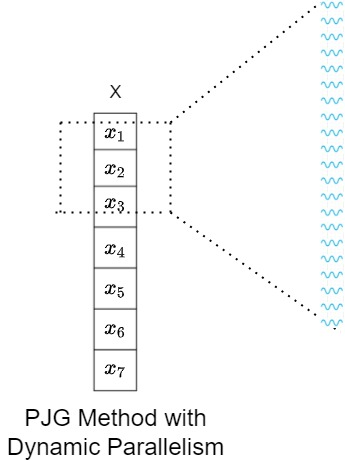 X
x₁
x₂
x₃
x₄
x₅
x₆
x₇
PJG Method with
Dynamic Parallelism